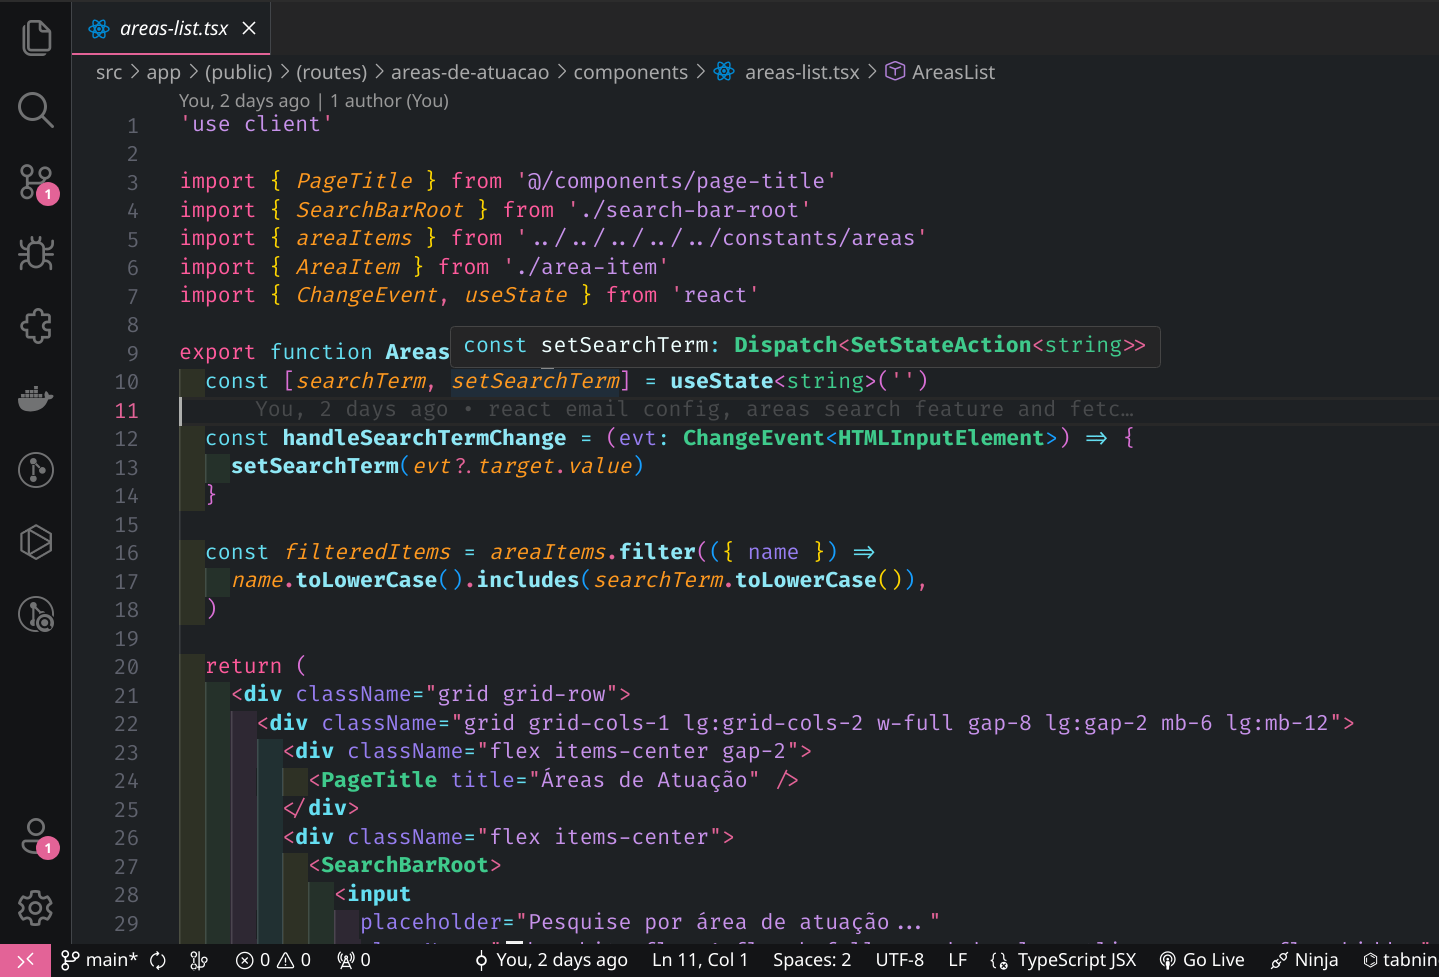 areas-list.tsx
src > app > (public) > (routes) > areas-de-atuacao > components > areas-list.tsx > AreasList
You, 2 days ago | 1 author (You)
1 'use client'
2
3 import { PageTitle } from '@/components/page-title'
4 import { SearchBarRoot } from './search-bar-root'
5 import { areaItems } from '../../../../../constants/areas'
6 import { AreaItem } from './area-item'
7 import { ChangeEvent, useState } from 'react'
8
const setSearchTerm: Dispatch<SetStateAction<string>>
9 export function Areas
10 const [searchTerm, setSearchTerm] = useState<string>('')
11 You, 2 days ago • react email config, areas search feature and fetc…
12 const handleSearchTermChange = (evt: ChangeEvent<HTMLInputElement>) => {
13 setSearchTerm(evt?.target.value)
14 }
15
16 const filteredItems = areaItems.filter(({ name }) =>
17 name.toLowerCase().includes(searchTerm.toLowerCase()),
18 )
19
20 return (
21 <div className="grid grid-row">
22 <div className="grid grid-cols-1 lg:grid-cols-2 w-full gap-8 lg:gap-2 mb-6 lg:mb-12">
23 <div className="flex items-center gap-2">
24 <PageTitle title="Áreas de Atuação" />
25 </div>
26 <div className="flex items-center">
27 <SearchBarRoot>
28 <input
29 placeholder="Pesquise por área de atuação..."
1
1
main* 0 0 0 You, 2 days ago Ln 11, Col 1 Spaces: 2 UTF-8 LF TypeScript JSX Go Live Ninja tabnin